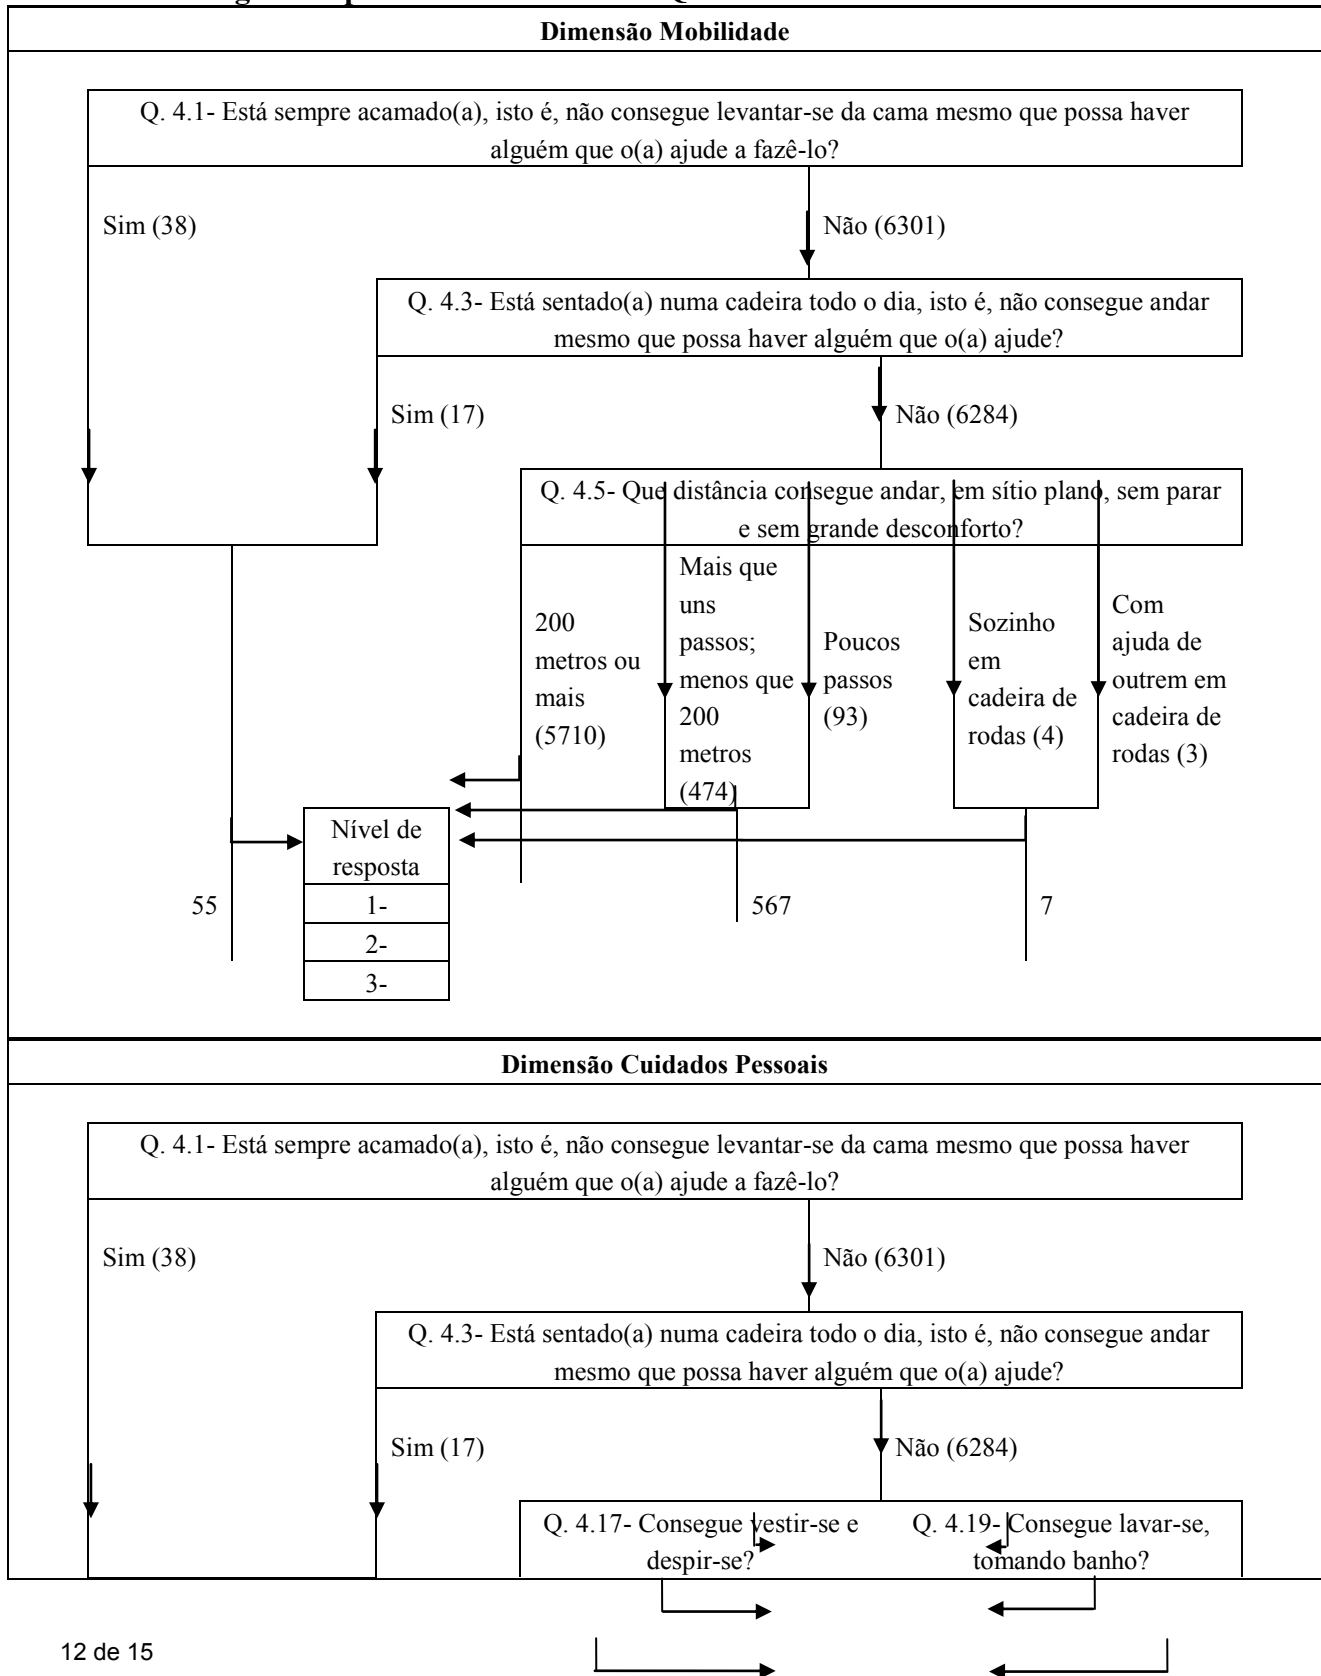 Dimensão Mobilidade
Q. 4.1- Está sempre acamado(a), isto é, não consegue levantar-se da cama mesmo que possa haver
alguém que o(a) ajude a fazê-lo?
Sim (38)
Não (6301)
Q. 4.3- Está sentado(a) numa cadeira todo o dia, isto é, não consegue andar
mesmo que possa haver alguém que o(a) ajude?
Sim (17)
Não (6284)
Q. 4.5- Que distância consegue andar, em sítio plano, sem parar
e sem grande desconforto?
200
metros ou
mais
(5710)
Mais que
uns
passos;
menos que
200
metros
(474)
Poucos
passos
(93)
Sozinho
em
cadeira de
rodas (4)
Com
ajuda de
outrem em
cadeira de
rodas (3)
Nível de
resposta
55
1-
567
7
2-
3-
Dimensão Cuidados Pessoais
Q. 4.1- Está sempre acamado(a), isto é, não consegue levantar-se da cama mesmo que possa haver
alguém que o(a) ajude a fazê-lo?
Sim (38)
Não (6301)
Q. 4.3- Está sentado(a) numa cadeira todo o dia, isto é, não consegue andar
mesmo que possa haver alguém que o(a) ajude?
Sim (17)
Não (6284)
Q. 4.17- Consegue vestir-se e
despir-se?
Q. 4.19- Consegue lavar-se,
tomando banho?
12 de 15